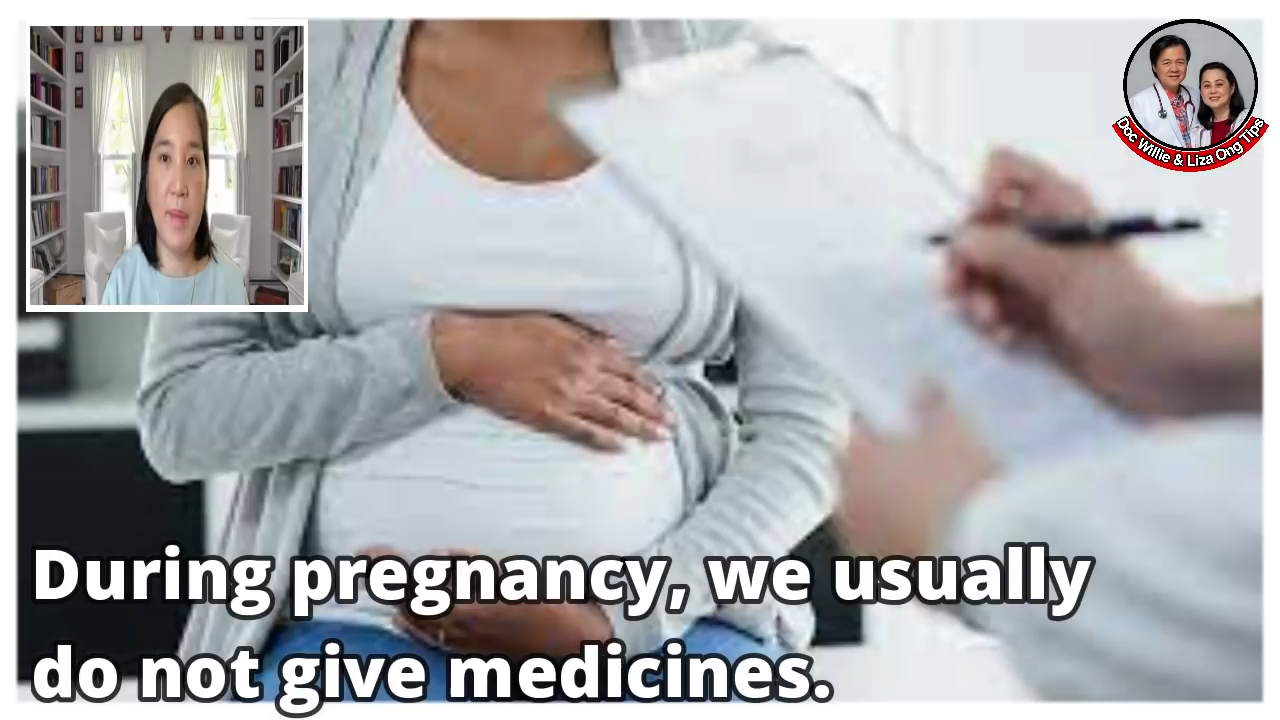 Doc Willie & Liza Ong Tips
During pregnancy, we usually
do not give medicines.